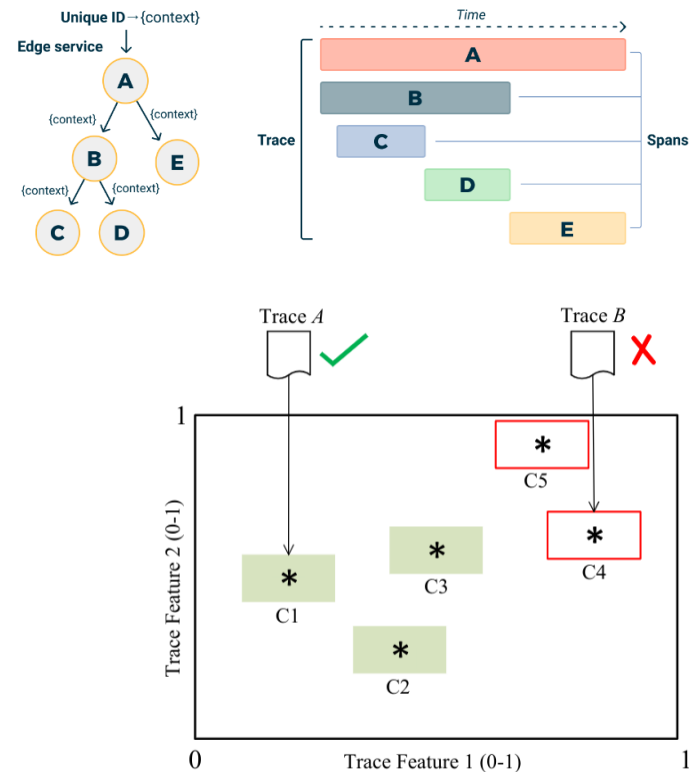 Unique ID→{context}
Edge service
A
{context}
{context}
B
E
{context}
{context}
C
D
Time
A
B
C
D
E
Trace
Spans
Trace A
Trace B
1
C5
C4
C3
C1
C2
Trace Feature 2 (0-1)
0
Trace Feature 1 (0-1)
1